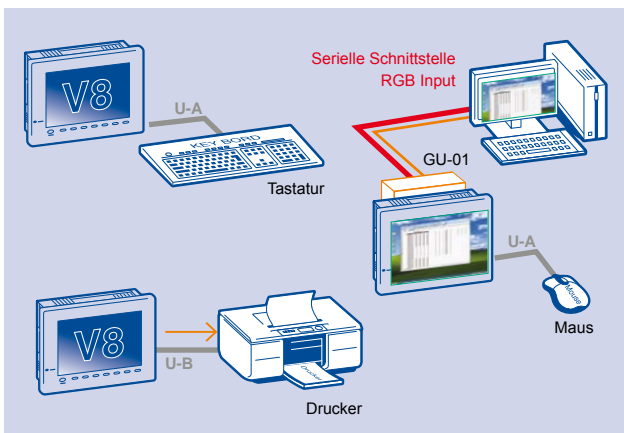 V8
U-A
KEY BORD
Tastatur
Serielle Schnittstelle
RGB Input
GU-01
U-A
Mouse
Maus
V8
U-B
Drucker
Drucker